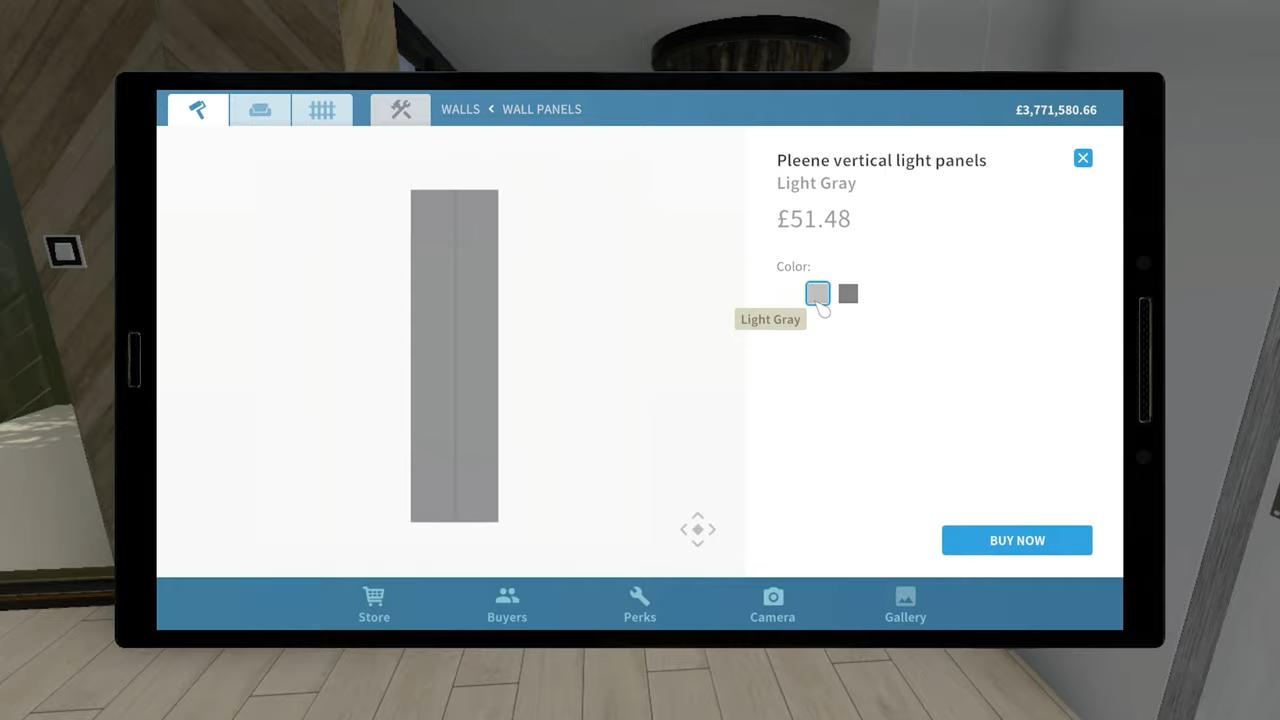 WALLS < WALL PANELS
£3,771,580.66
Pleene vertical light panels
Light Gray
£51.48
Color:
Light Gray
BUY NOW
Store
Buyers
Perks
Camera
Gallery